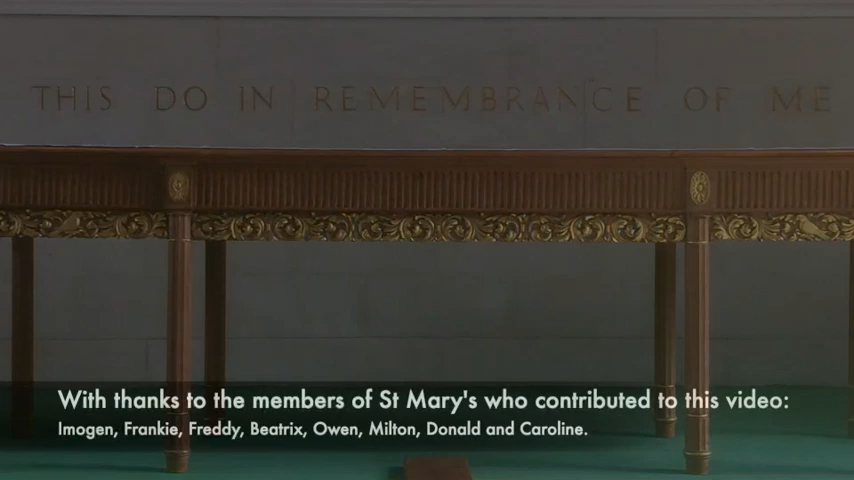 THIS DO IN REMEMBRANCE OF ME
With thanks to the members of St Mary's who contributed to this video:
Imogen, Frankie, Freddy, Beatrix, Owen, Milton, Donald and Caroline.